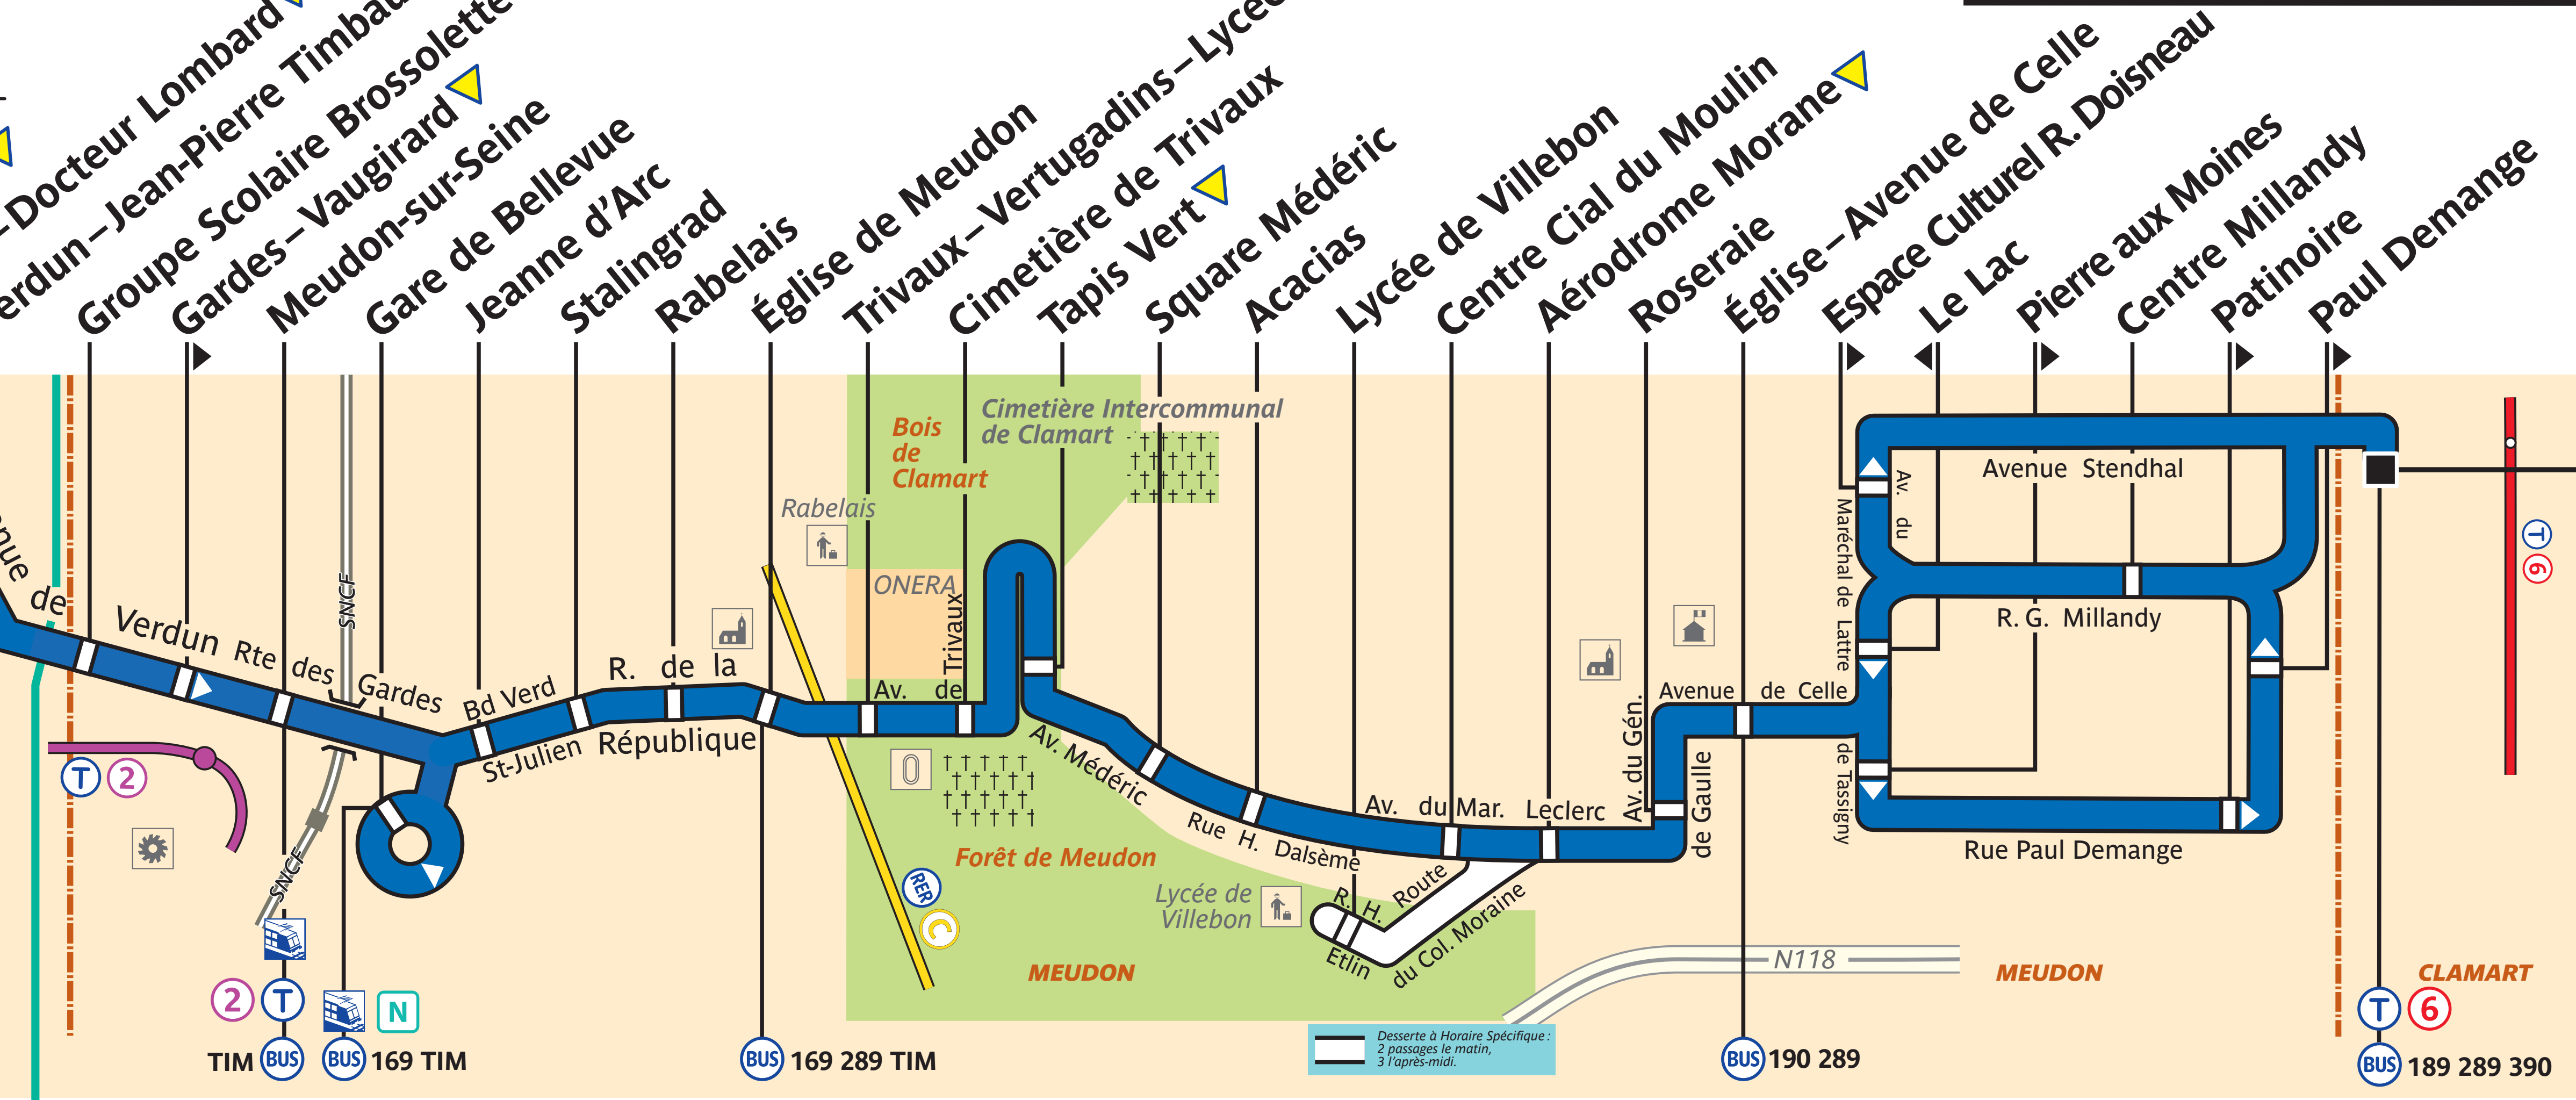 –Docteur Lombard
erdun–Jean-Pierre Timbau
Groupe Scolaire Brossolette
Gardes–Vaugirard
Meudon-sur-Seine
Gare de Bellevue
Jeanne d'Arc
Stalingrad
Rabelais
Église de Meudon
Trivaux–Vertugadins–Lycée
Cimetière de Trivaux
Tapis Vert
Square Médéric
Acacias
Lycée de Villebon
Centre Cial du Moulin
Aérodrome Morane
Roseraie
Église–Avenue de Celle
Espace Culturel R. Doisneau
Le Lac
Pierre aux Moines
Centre Millandy
Patinoire
Paul Demange
nue de
Verdun
Rte des Gardes
SNCF
Bd Verd
St-Julien
R. de la
République
Rabelais
Bois
de
Clamart
Cimetière Intercommunal
de Clamart
ONERA
Av. de
Trivaux
Av. Médéric
Rue H. Dalsème
Av. du Mar. Leclerc
Av. du Gén.
de Gaulle
Avenue de Celle
Av. du
Maréchal de Lattre
de Tassigny
Avenue Stendhal
R. G. Millandy
Rue Paul Demange
T 6
T 2
SNCF
Forêt de Meudon
RER
C
Lycée de
Villebon
R. H.
Etlin
Route
du Col. Moraine
MEUDON
N118
MEUDON
CLAMART
2 T
N
T 6
TIM BUS
BUS 169 TIM
BUS 169 289 TIM
Desserte à Horaire Spécifique :
2 passages le matin,
3 l'après-midi.
BUS 190 289
BUS 189 289 390